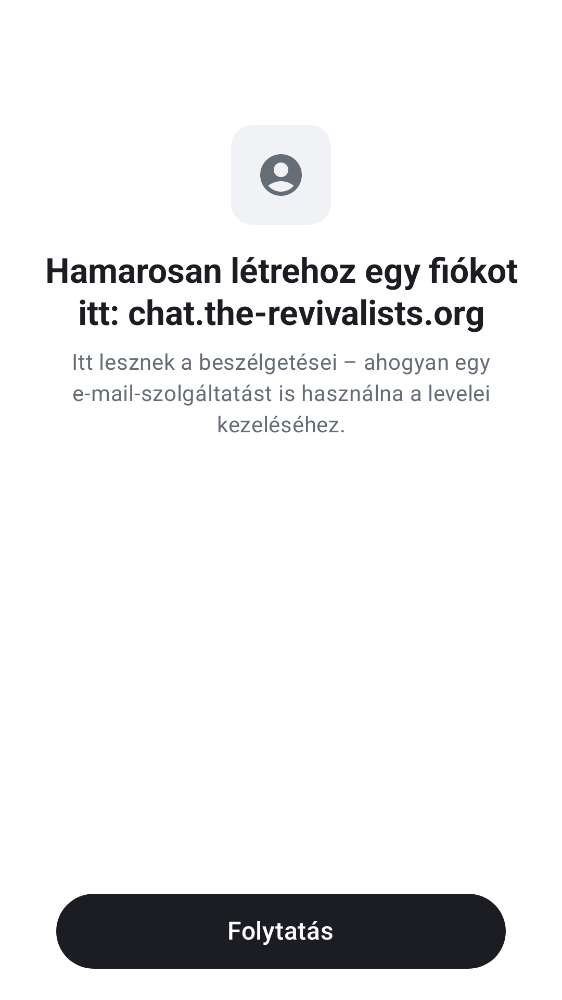 Hamarosan létrehoz egy fiókot
itt: chat.the-revivalists.org
Itt lesznek a beszélgetései – ahogyan egy
e-mail-szolgáltatást is használna a levelei
kezeléséhez.
Folytatás